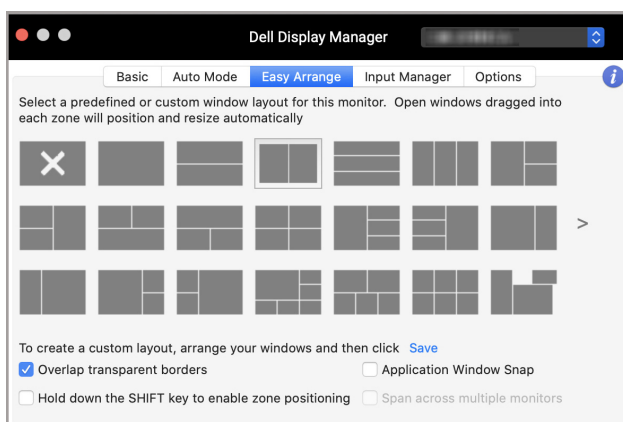 Dell Display Manager
Basic Auto Mode Easy Arrange Input Manager Options i
Select a predefined or custom window layout for this monitor. Open windows dragged into
each zone will position and resize automatically
>
To create a custom layout, arrange your windows and then click Save
Overlap transparent borders Application Window Snap
Hold down the SHIFT key to enable zone positioning Span across multiple monitors